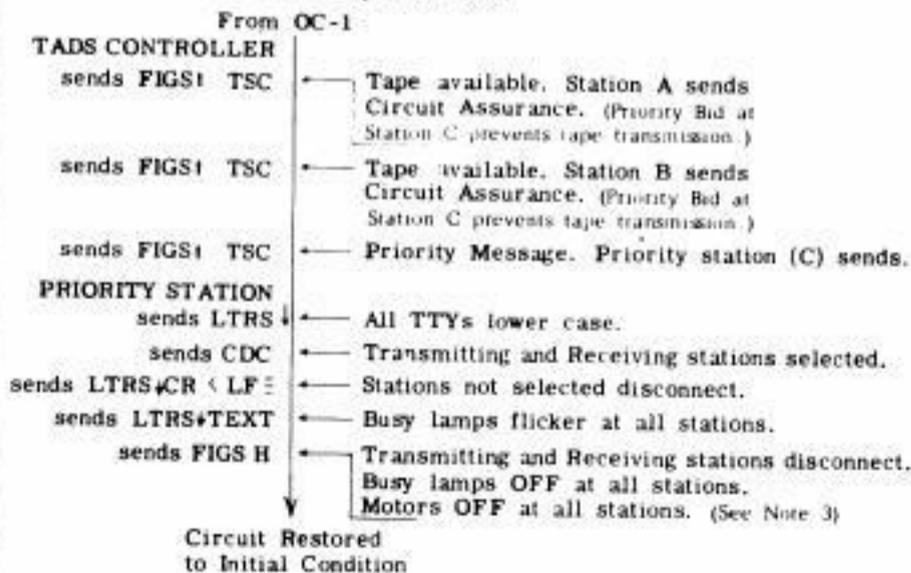 From OC-1
TADS CONTROLLER
sends FIGS↑ TSC
Tape available. Station A sends
Circuit Assurance. (Priority Bid at
Station C prevents tape transmission.)
sends FIGS↑ TSC
Tape available. Station B sends
Circuit Assurance. (Priority Bid at
Station C prevents tape transmission.)
sends FIGS↑ TSC
Priority Message. Priority station (C) sends.
PRIORITY STATION
sends LTRS↓
All TTYs lower case.
sends CDC
Transmitting and Receiving stations selected.
sends LTRS↓CR < LF ≡
Stations not selected disconnect.
sends LTRS↓TEXT
Busy lamps flicker at all stations.
sends FIGS H
Transmitting and Receiving stations disconnect.
Busy lamps OFF at all stations.
Motors OFF at all stations. (See Note 3)
Circuit Restored
to Initial Condition